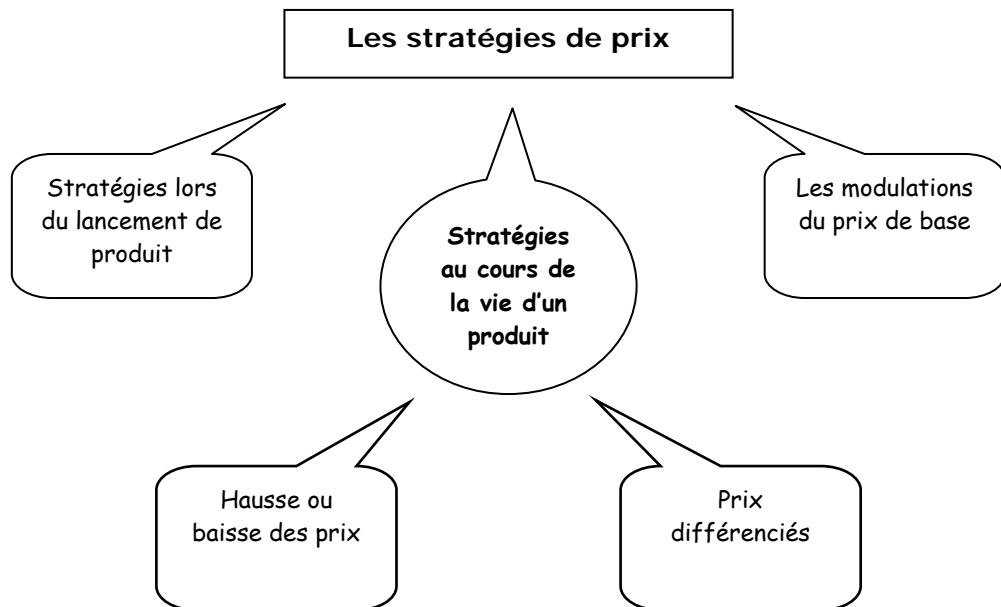 Les stratégies de prix
Stratégies lors
du lancement de
produit
Stratégies
au cours de
la vie d'un
produit
Les modulations
du prix de base
Hausse ou
baisse des prix
Prix
différenciés